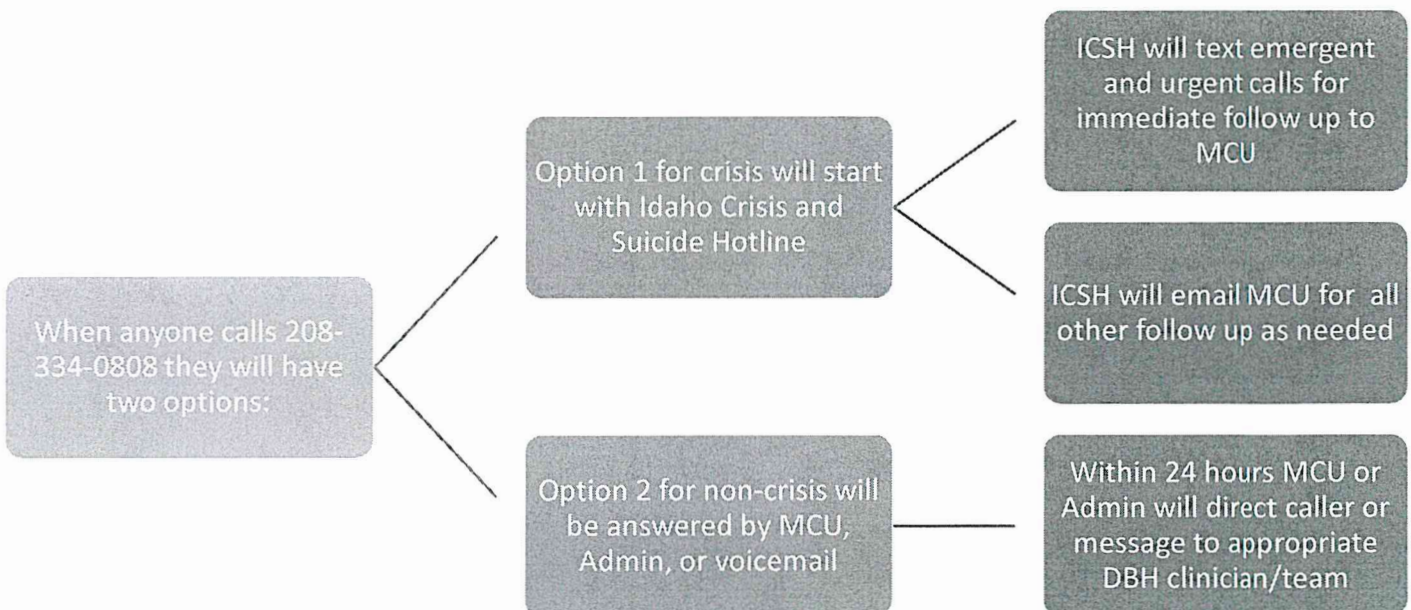 When anyone calls 208-
334-0808 they will have
two options:
Option 1 for crisis will start
with Idaho Crisis and
Suicide Hotline
ICSH will text emergent
and urgent calls for
immediate follow up to
MCU
ICSH will email MCU for all
other follow up as needed
Option 2 for non-crisis will
be answered by MCU,
Admin, or voicemail
Within 24 hours MCU or
Admin will direct caller or
message to appropriate
DBH clinician/team